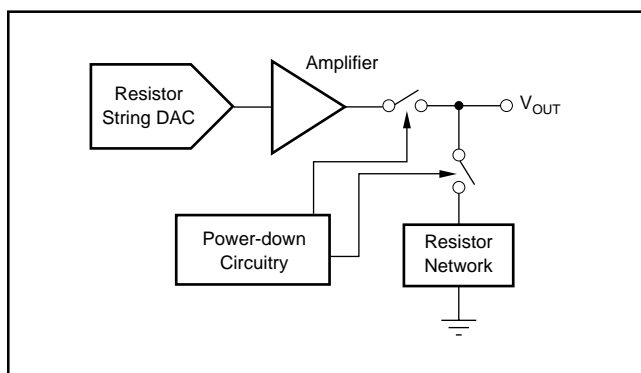 Amplifier
Resistor
String DAC
VOUT
Power-down
Circuitry
Resistor
Network